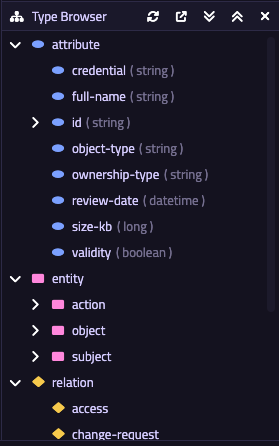 Type Browser
attribute
credential (string)
full-name (string)
id (string)
object-type (string)
ownership-type (string)
review-date (datetime)
size-kb (long)
validity (boolean)
entity
action
object
subject
relation
access
change-request